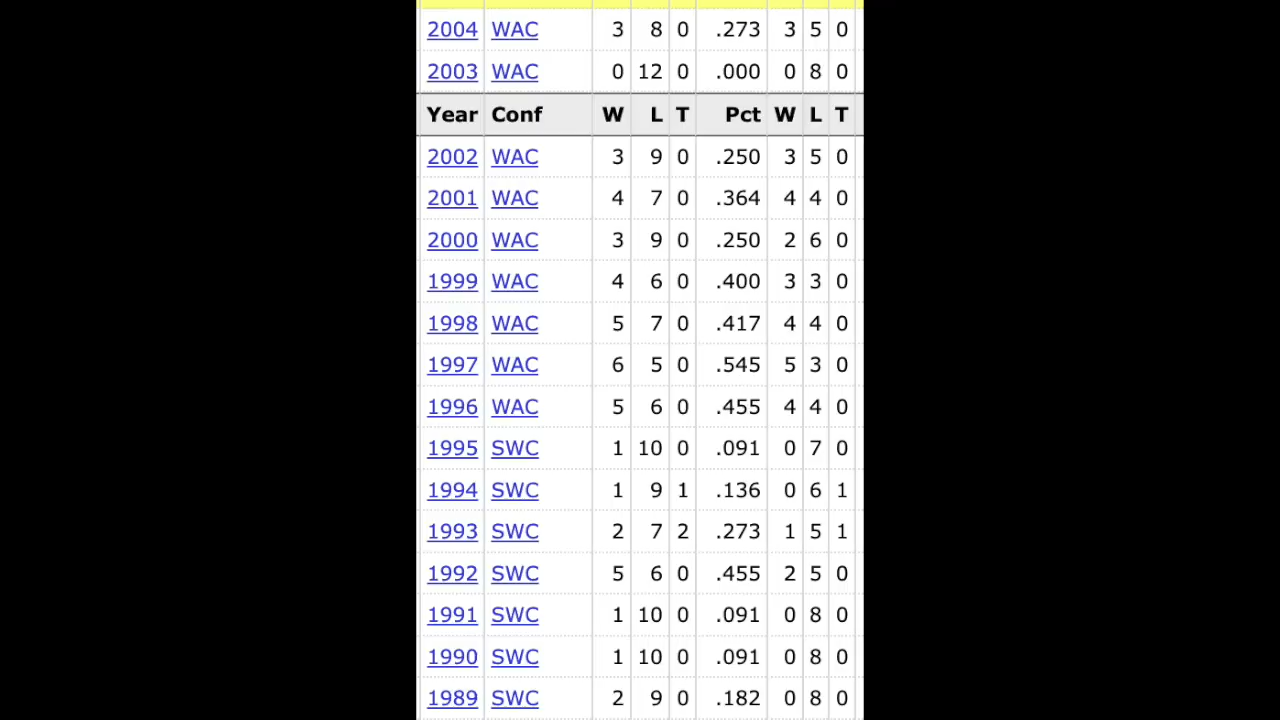 2004 WAC 3 8 0 .273 3 5 0
2003 WAC 0 12 0 .000 0 8 0
Year Conf W L T Pct W L T
2002 WAC 3 9 0 .250 3 5 0
2001 WAC 4 7 0 .364 4 4 0
2000 WAC 3 9 0 .250 2 6 0
1999 WAC 4 6 0 .400 3 3 0
1998 WAC 5 7 0 .417 4 4 0
1997 WAC 6 5 0 .545 5 3 0
1996 WAC 5 6 0 .455 4 4 0
1995 SWC 1 10 0 .091 0 7 0
1994 SWC 1 9 1 .136 0 6 1
1993 SWC 2 7 2 .273 1 5 1
1992 SWC 5 6 0 .455 2 5 0
1991 SWC 1 10 0 .091 0 8 0
1990 SWC 1 10 0 .091 0 8 0
1989 SWC 2 9 0 .182 0 8 0